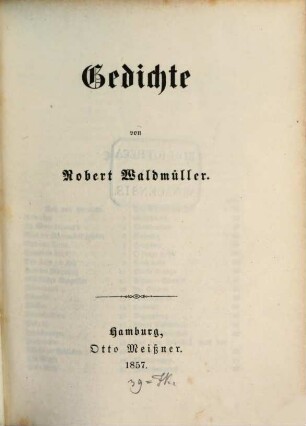 Gedichte
von
Robert Waldmüller.
Hamburg,
Otto Meißner.
1857.